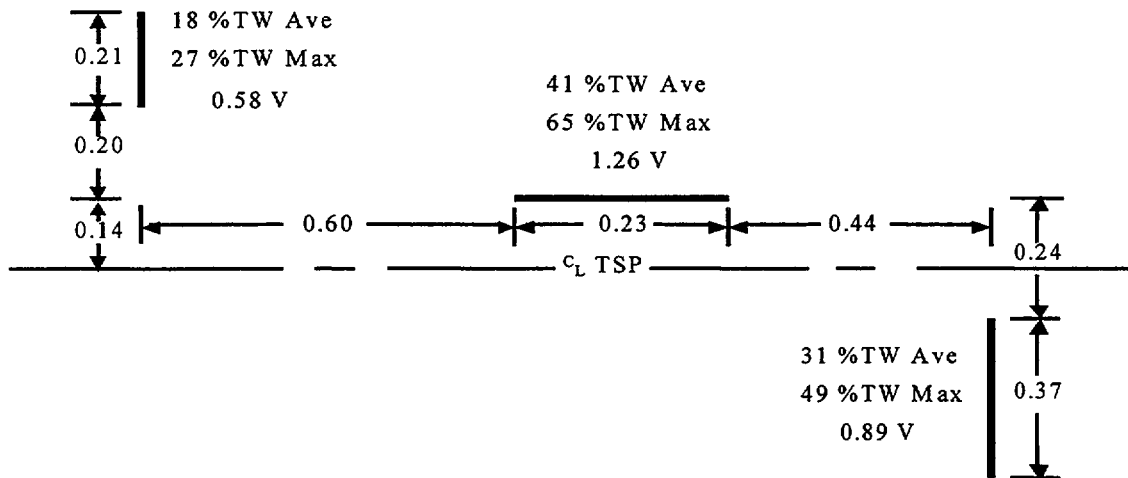 18 %TW Ave
27 %TW Max
0.58 V
0.21
0.20
0.14
41 %TW Ave
65 %TW Max
1.26 V
0.60
0.23
0.44
0.24
CL TSP
31 %TW Ave
49 %TW Max
0.89 V
0.37